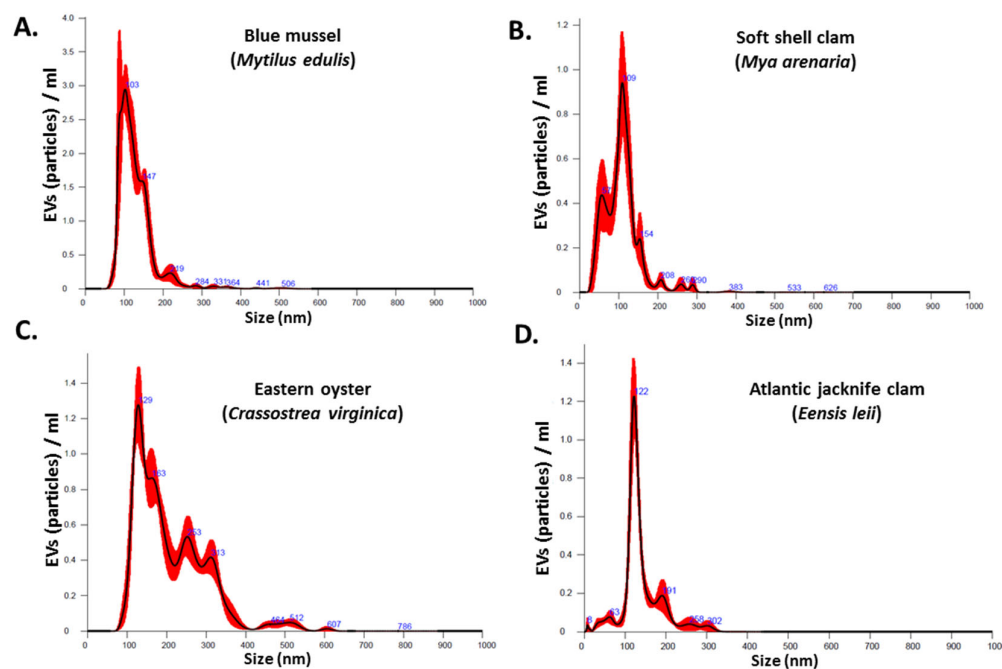 A.
Blue mussel
(Mytilus edulis)
EVs (particles) / ml
4.0
3.5
3.0
2.5
2.0
1.5
1.0
0.5
0.0
103
147
219
284
331
364
441
506
0 100 200 300 400 500 600 700 800 900 1000
Size (nm)
B.
Soft shell clam
(Mya arenaria)
EVs (particles) / ml
1.2
1.0
0.8
0.6
0.4
0.2
0
109
154
208
290
383
533
626
0 100 200 300 400 500 600 700 800 900 1000
Size (nm)
C.
Eastern oyster
(Crassostrea virginica)
EVs (particles) / ml
1.4
1.2
1.0
0.8
0.6
0.4
0.2
0
129
163
253
313
464
512
607
786
0 100 200 300 400 500 600 700 800 900 1000
Size (nm)
D.
Atlantic jacknife clam
(Eensis leii)
EVs (particles) / ml
1.4
1.2
1.0
0.8
0.6
0.4
0.2
0
8
63
122
191
258
302
0 100 200 300 400 500 600 700 800 900 1000
Size (nm)